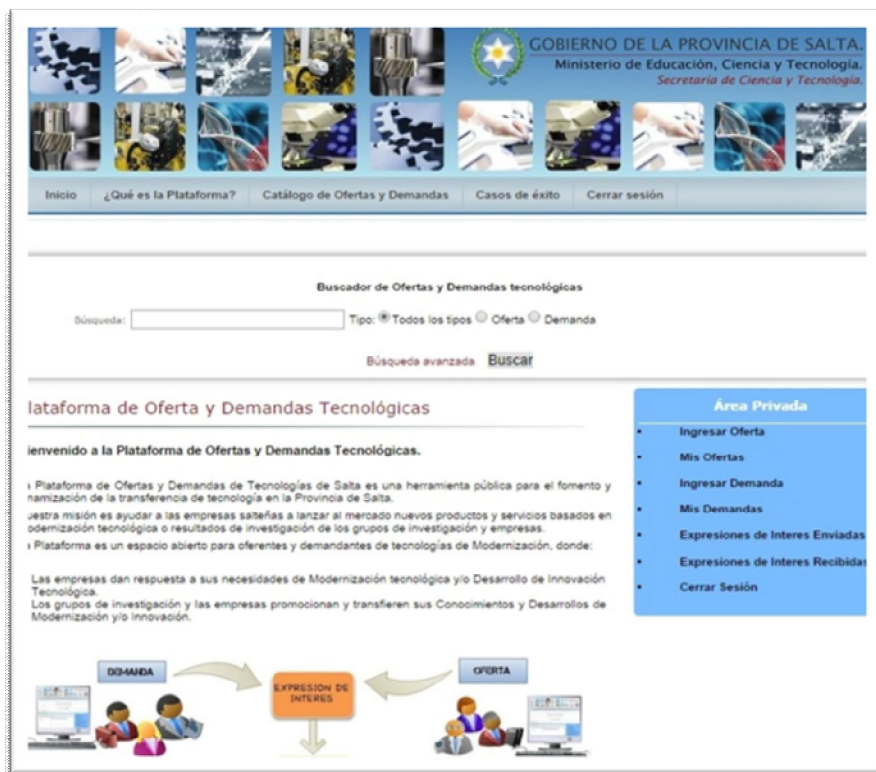 GOBIERNO DE LA PROVINCIA DE SALTA.
Ministerio de Educación, Ciencia y Tecnología.
Secretaría de Ciencia y Tecnología.
Inicio ¿Qué es la Plataforma? Catálogo de Ofertas y Demandas Casos de éxito Cerrar sesión
Buscador de Ofertas y Demandas tecnológicas
Búsqueda: Tipo: Todos los tipos Oferta Demanda
Búsqueda avanzada Buscar
lataforma de Oferta y Demandas Tecnológicas
ienvenido a la Plataforma de Ofertas y Demandas Tecnológicas.
a Plataforma de Ofertas y Demandas de Tecnologías de Salta es una herramienta pública para el fomento y
namización de la transferencia de tecnología en la Provincia de Salta.
uestra misión es ayudar a las empresas salteñas a lanzar al mercado nuevos productos y servicios basados en
odernización tecnológica o resultados de investigación de los grupos de investigación y empresas.
a Plataforma es un espacio abierto para oferentes y demandantes de tecnologías de Modernización, donde:
Las empresas dan respuesta a sus necesidades de Modernización tecnológica y/o Desarrollo de Innovación
Tecnológica.
Los grupos de investigación y las empresas promocionan y transfieren sus Conocimientos y Desarrollos de
Modernización y/o Innovación.
Área Privada
Ingresar Oferta
Mis Ofertas
Ingresar Demanda
Mis Demandas
Expresiones de Interes Enviadas
Expresiones de Interes Recibidas
Cerrar Sesión
DEMANDA
EXPRESION DE
INTERES
OFERTA